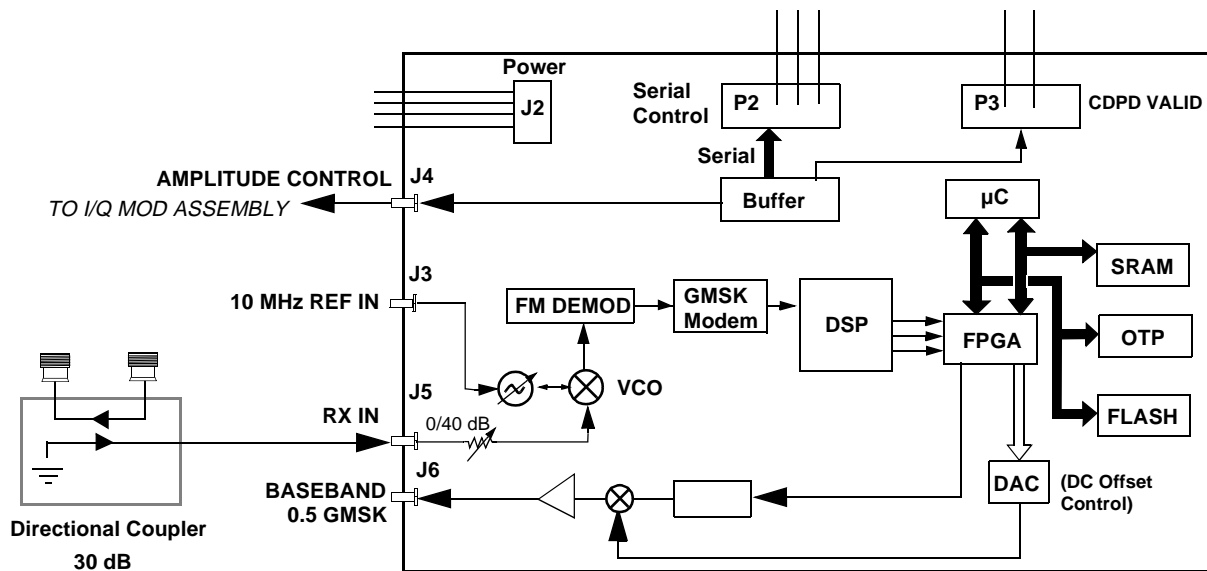 Power
J2
Serial
Control
P2
P3
CDPD VALID
Serial
AMPLITUDE CONTROL
J4
TO I/Q MOD ASSEMBLY
Buffer
µC
J3
10 MHz REF IN
SRAM
FM DEMOD
GMSK
Modem
DSP
FPGA
OTP
VCO
J5
RX IN
0/40 dB
FLASH
J6
BASEBAND
0.5 GMSK
DAC
(DC Offset
Control)
Directional Coupler
30 dB